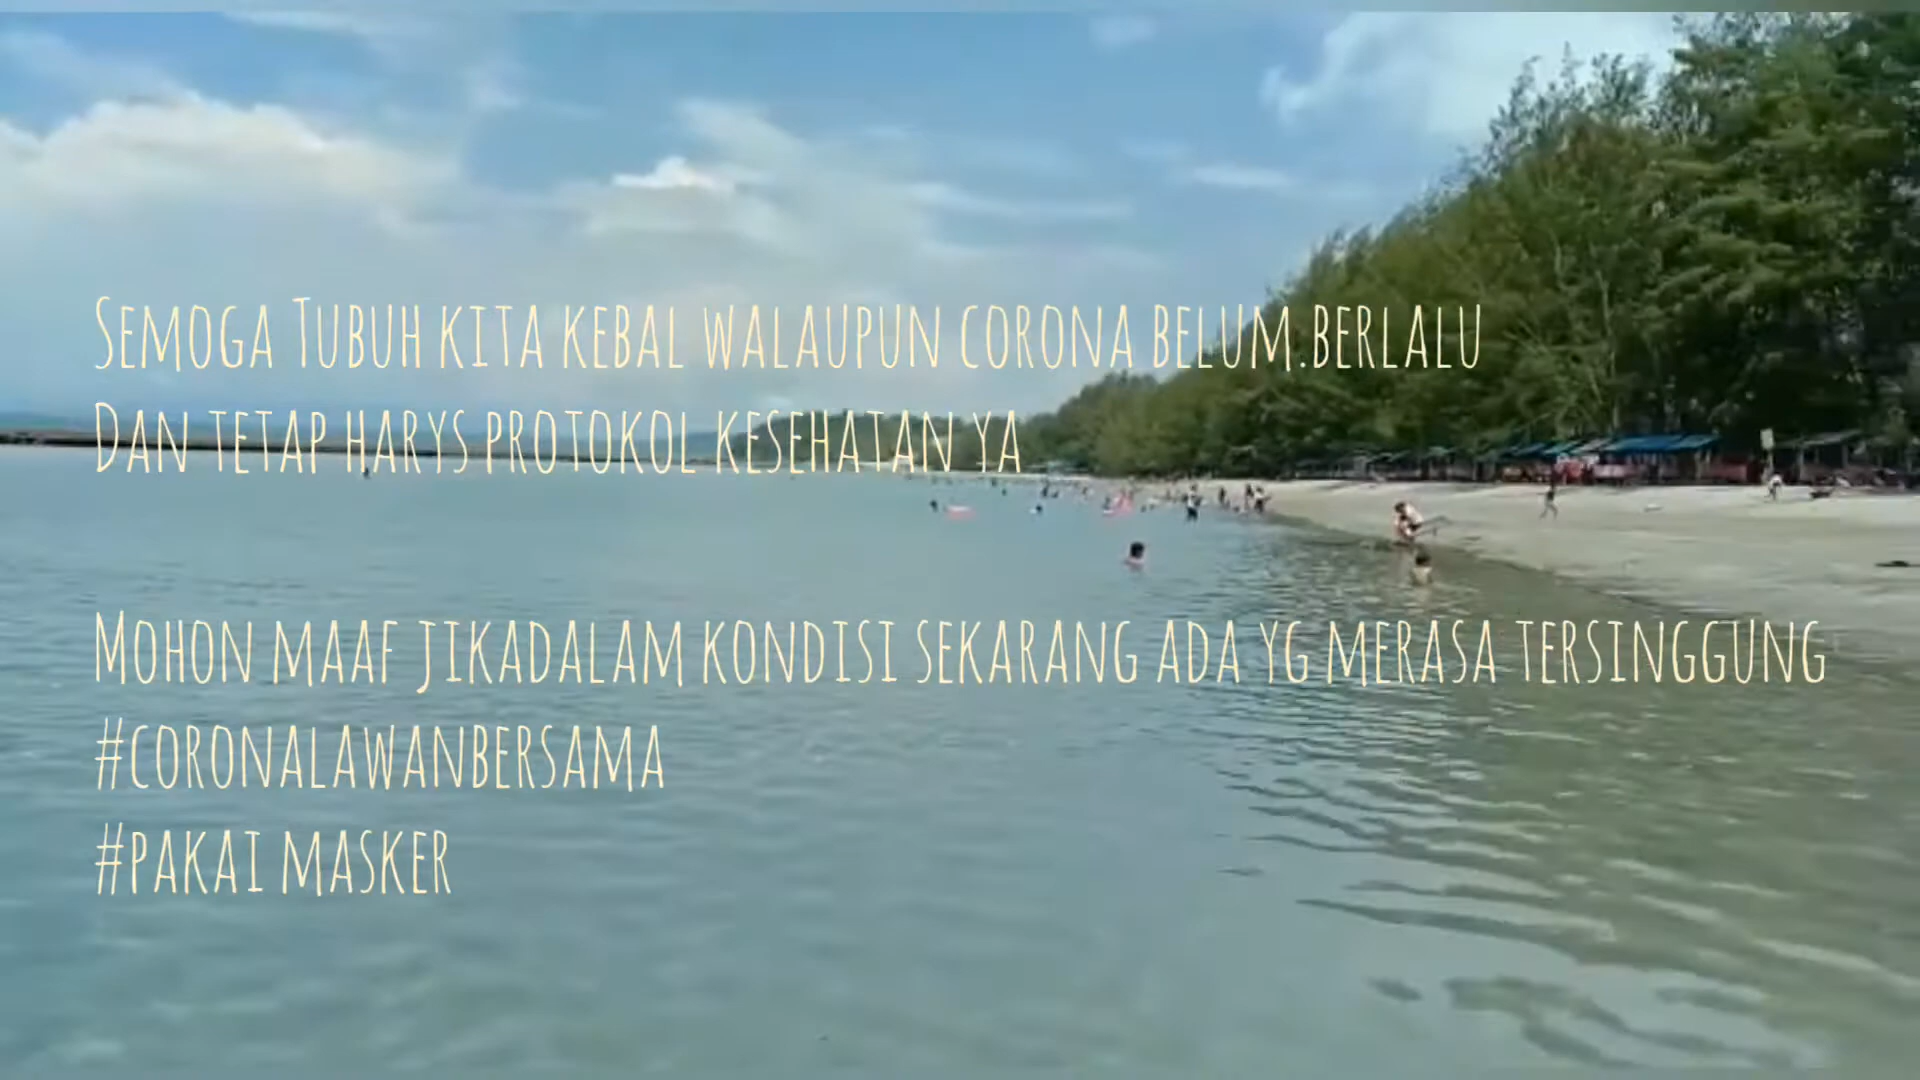 Semoga Tubuh kita kebal walaupun corona belum.berlalu
Dan tetap harys protokol kesehatan ya
Mohon maaf jikadalam kondisi sekarang ada yg merasa tersinggung
#coronalawanbersama
#pakai masker